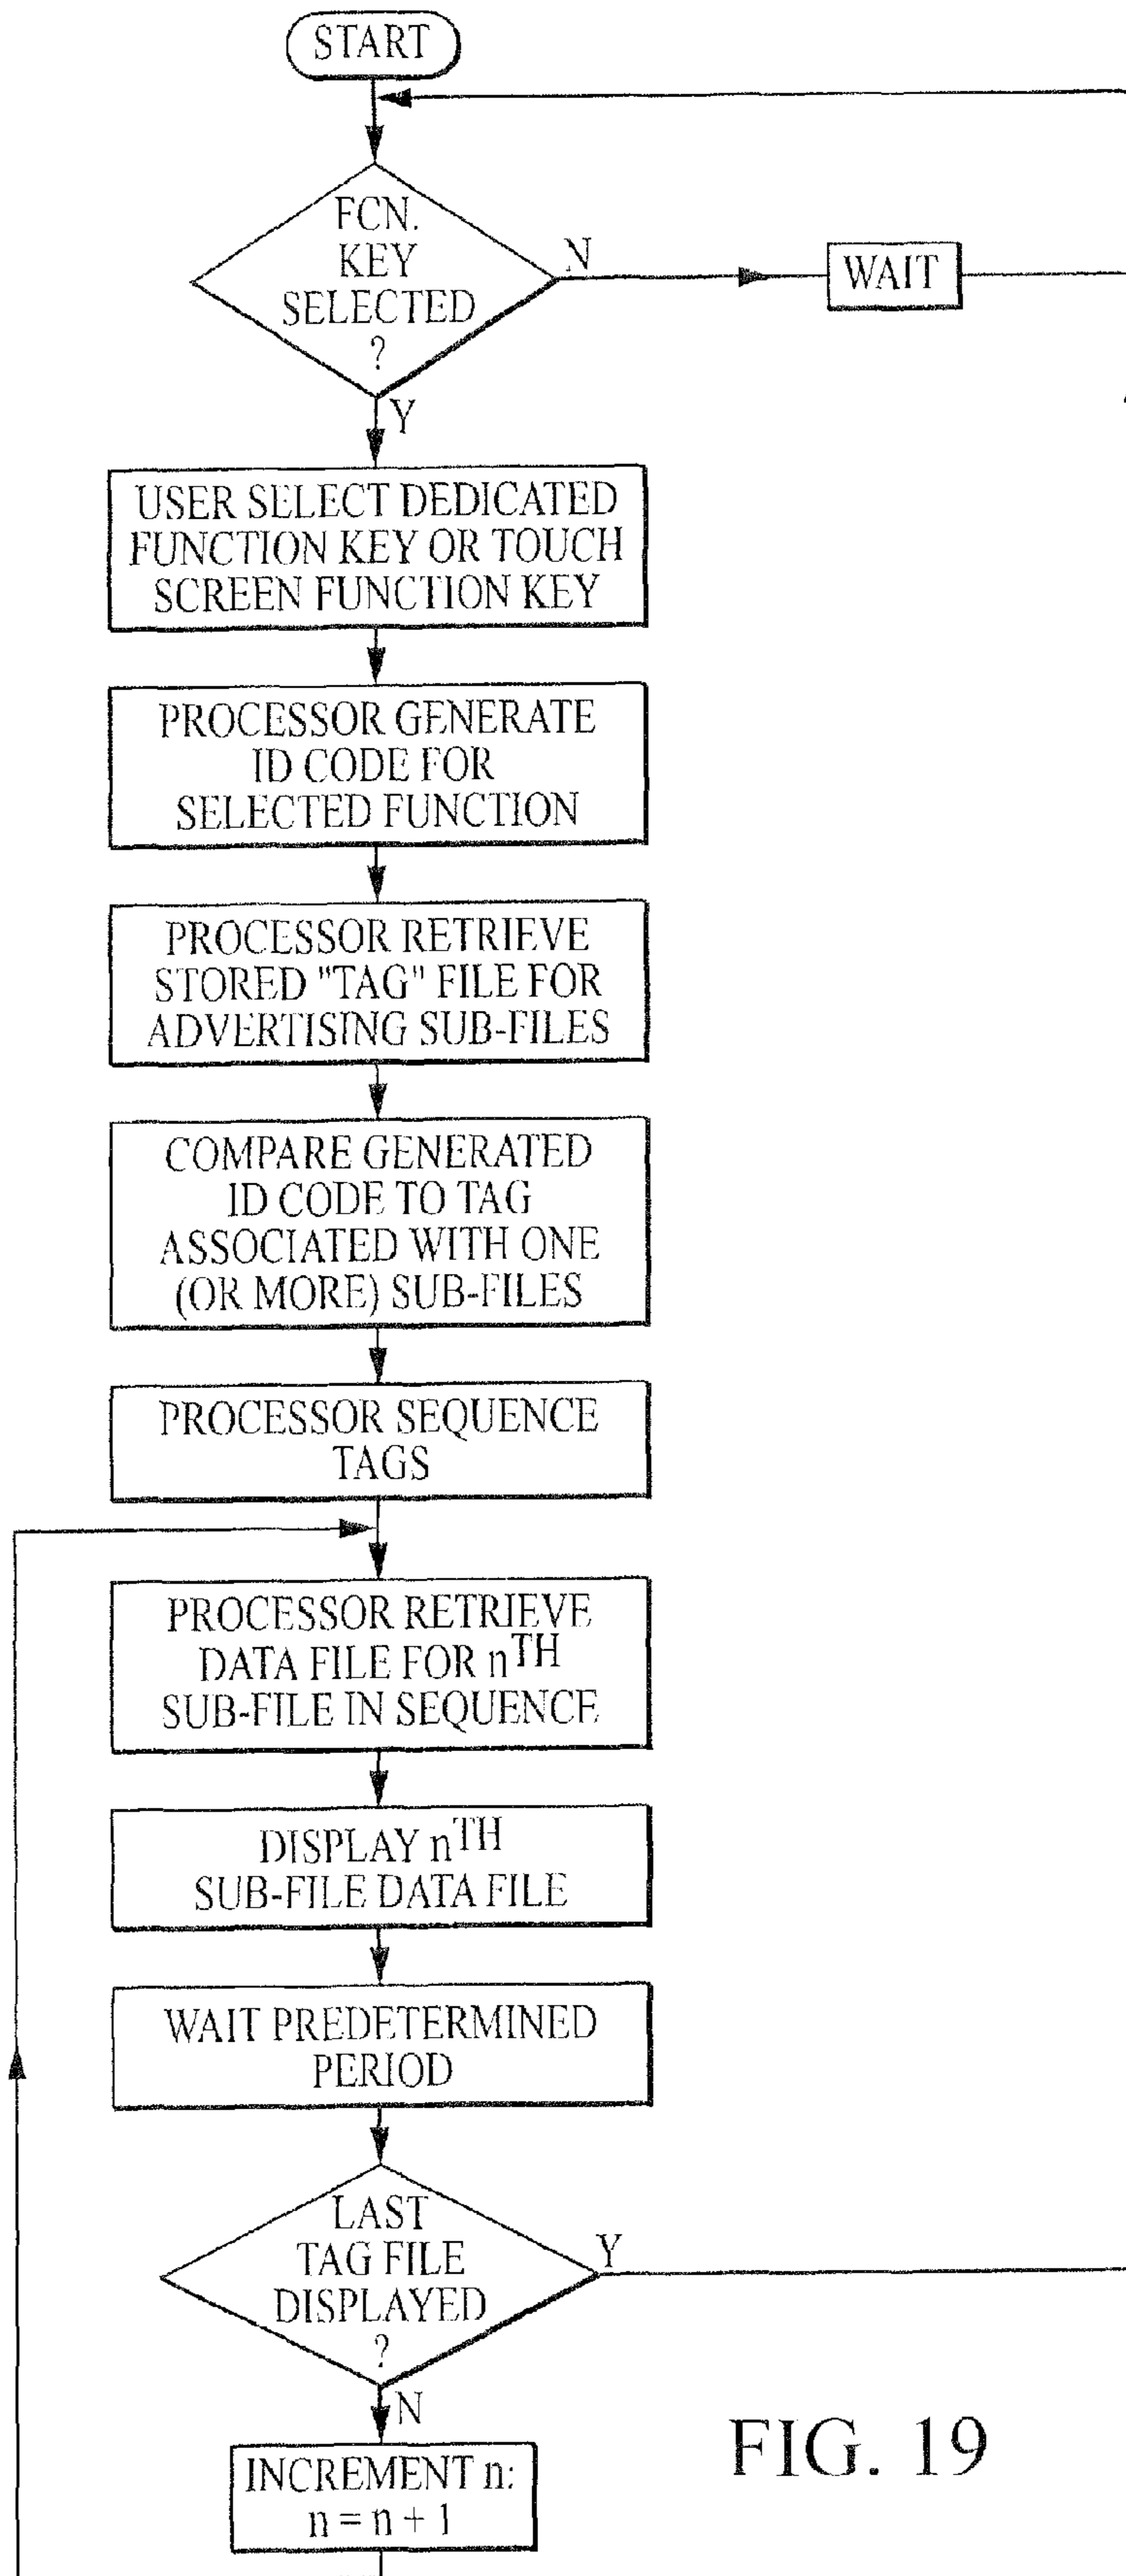 START
FCN.
KEY
SELECTED
?
N
WAIT
Y
USER SELECT DEDICATED
FUNCTION KEY OR TOUCH
SCREEN FUNCTION KEY
PROCESSOR GENERATE
ID CODE FOR
SELECTED FUNCTION
PROCESSOR RETRIEVE
STORED "TAG" FILE FOR
ADVERTISING SUB-FILES
COMPARE GENERATED
ID CODE TO TAG
ASSOCIATED WITH ONE
(OR MORE) SUB-FILES
PROCESSOR SEQUENCE
TAGS
PROCESSOR RETRIEVE
DATA FILE FOR nTH
SUB-FILE IN SEQUENCE
DISPLAY nTH
SUB-FILE DATA FILE
WAIT PREDETERMINED
PERIOD
LAST
TAG FILE
DISPLAYED
?
Y
N
INCREMENT n:
n = n + 1
FIG. 19